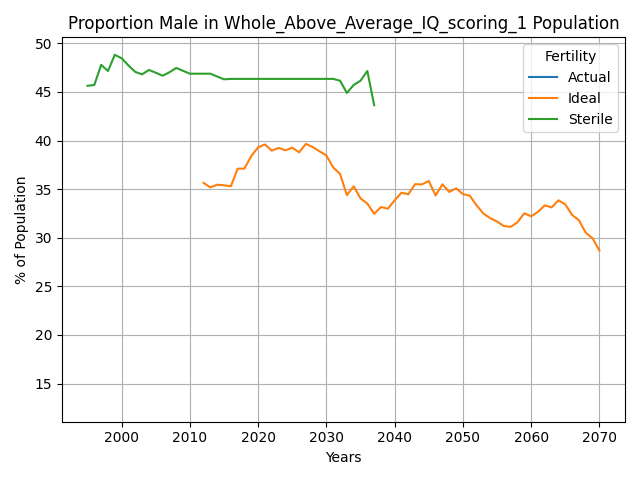 Proportion Male in Whole_Above_Average_IQ_scoring_1 Population
Fertility
Actual
Ideal
Sterile
% of Population
50
45
40
35
30
25
20
15
2000 2010 2020 2030 2040 2050 2060 2070
Years